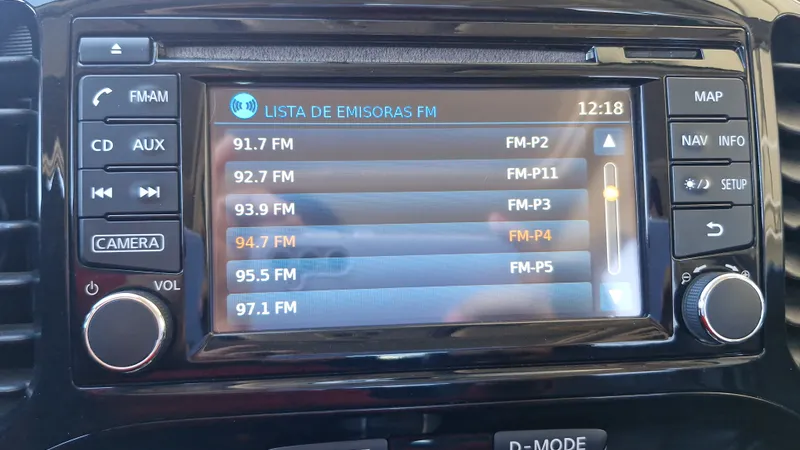 FM·AM
CD AUX
CAMERA
VOL
LISTA DE EMISORAS FM 12:18
91.7 FM FM-P2
92.7 FM FM-P11
93.9 FM FM-P3
94.7 FM FM-P4
95.5 FM FM-P5
97.1 FM
MAP
NAV INFO
SETUP
D-MODE